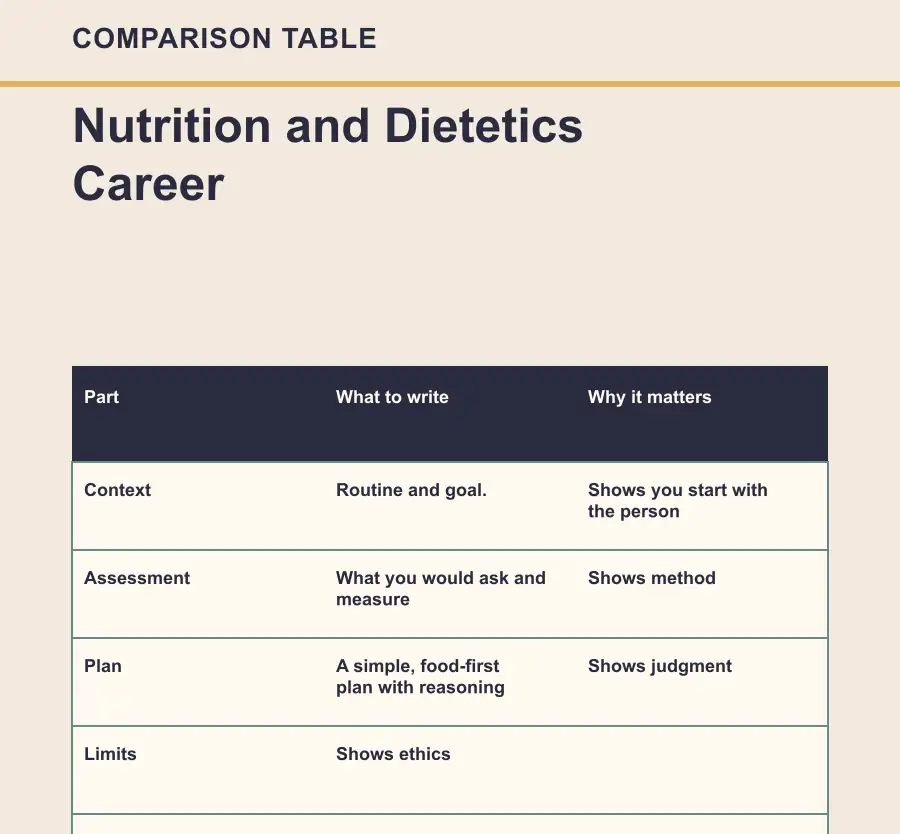 COMPARISON TABLE
Nutrition and Dietetics
Career
Part What to write Why it matters
Context Routine and goal. Shows you start with
the person
Assessment What you would ask and Shows method
measure
Plan A simple, food-first Shows judgment
plan with reasoning
Limits Shows ethics